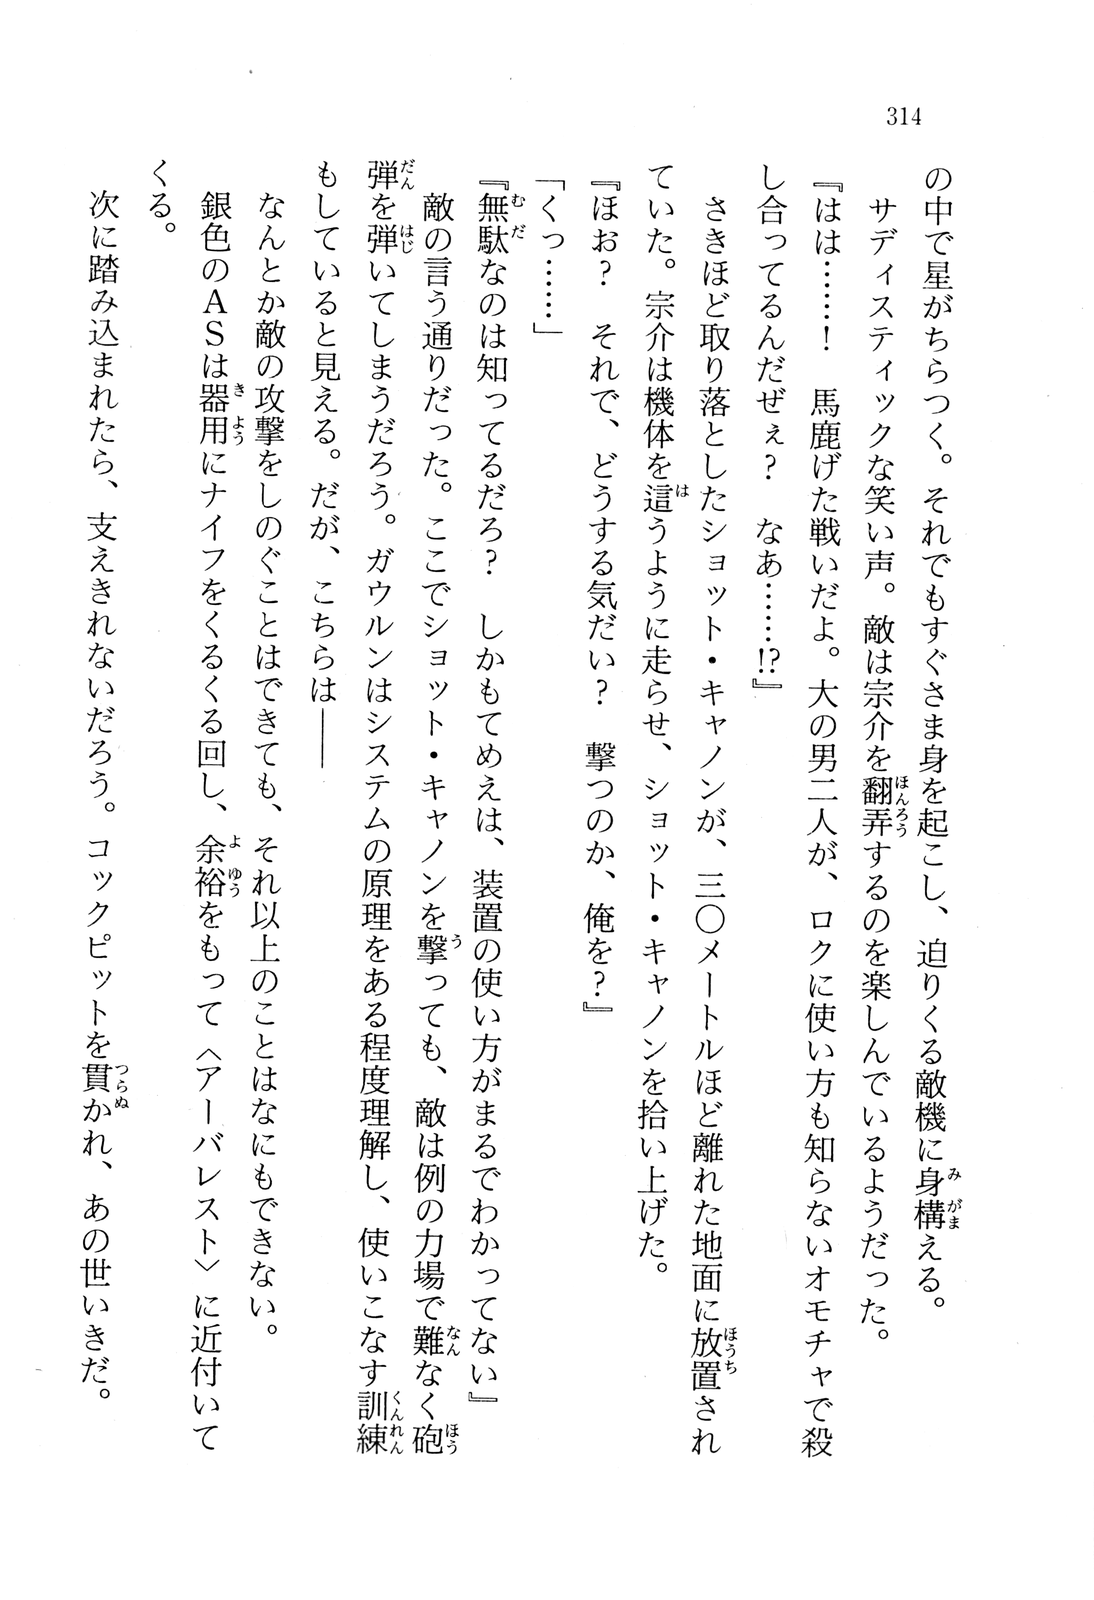 314
の中で星がちらつく。それでもすぐさま身を起こし、迫りくる敵機に身構える。
サディスティックな笑い声。敵は宗介を翻弄するのを楽しんでいるようだった。
『はは……！　馬鹿げた戦いだよ。大の男二人が、ロクに使い方も知らないオモチャで殺
し合ってるんだぜぇ？　なあ……!?』
さきほど取り落としたショット・キャノンが、三〇メートルほど離れた地面に放置され
ていた。宗介は機体を這うように走らせ、ショット・キャノンを拾い上げた。
『ほお？　それで、どうする気だい？　撃つのか、俺を？』
「くっ……」
『無駄なのは知ってるだろ？　しかもてめえは、装置の使い方がまるでわかってない』
敵の言う通りだった。ここでショット・キャノンを撃っても、敵は例の力場で難なく砲
弾を弾いてしまうだろう。ガウルンはシステムの原理をある程度理解し、使いこなす訓練
もしていると見える。だが、こちらは――
なんとか敵の攻撃をしのぐことはできても、それ以上のことはなにもできない。
銀色のＡＳは器用にナイフをくるくる回し、余裕をもって〈アーバレスト〉に近付いて
くる。
次に踏み込まれたら、支えきれないだろう。コックピットを貫かれ、あの世いきだ。